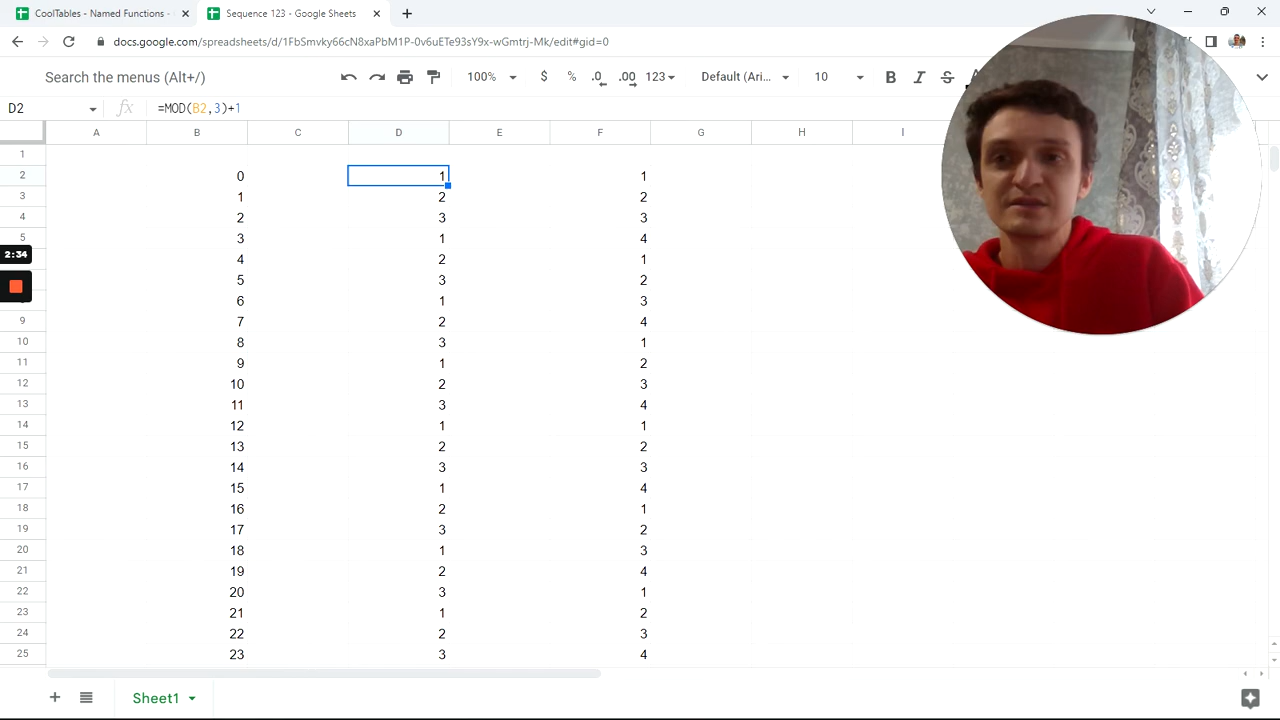 CoolTables - Named Functions -
Sequence 123 - Google Sheets
docs.google.com/spreadsheets/d/1FbSmvky66cN8xaPbM1P-0v6uETe93sY9x-wGmtrj-Mk/edit#gid=0
Search the menus (Alt+/) 100% $ % .0 .00 123 Default (Ari... 10 B I S
D2 fx =MOD(B2,3)+1
A B C D E F G H I
1
2 0 1 1
3 1 2 2
4 2 3 3
5 3 1 4
2:34
4 2 1
5 3 2
6 1 3
9 7 2 4
10 8 3 1
11 9 1 2
12 10 2 3
13 11 3 4
14 12 1 1
15 13 2 2
16 14 3 3
17 15 1 4
18 16 2 1
19 17 3 2
20 18 1 3
21 19 2 4
22 20 3 1
23 21 1 2
24 22 2 3
25 23 3 4
Sheet1